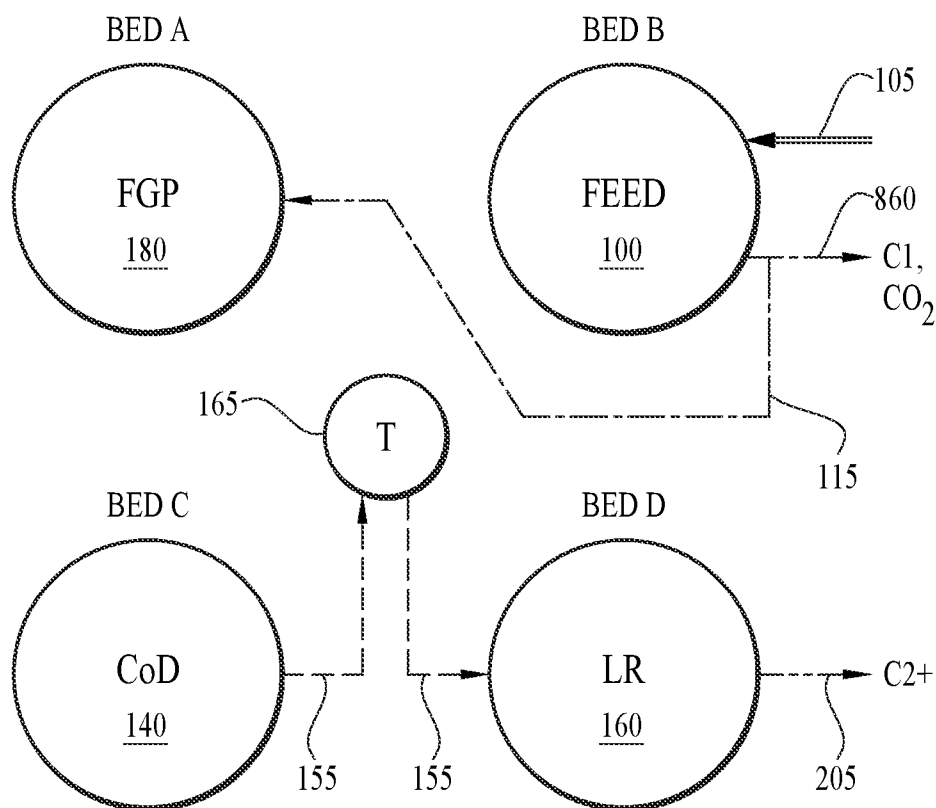 BED A
BED B
105
FGP
180
FEED
100
860
C1,
CO2
165
T
115
BED C
BED D
CoD
140
LR
160
C2+
155
155
205